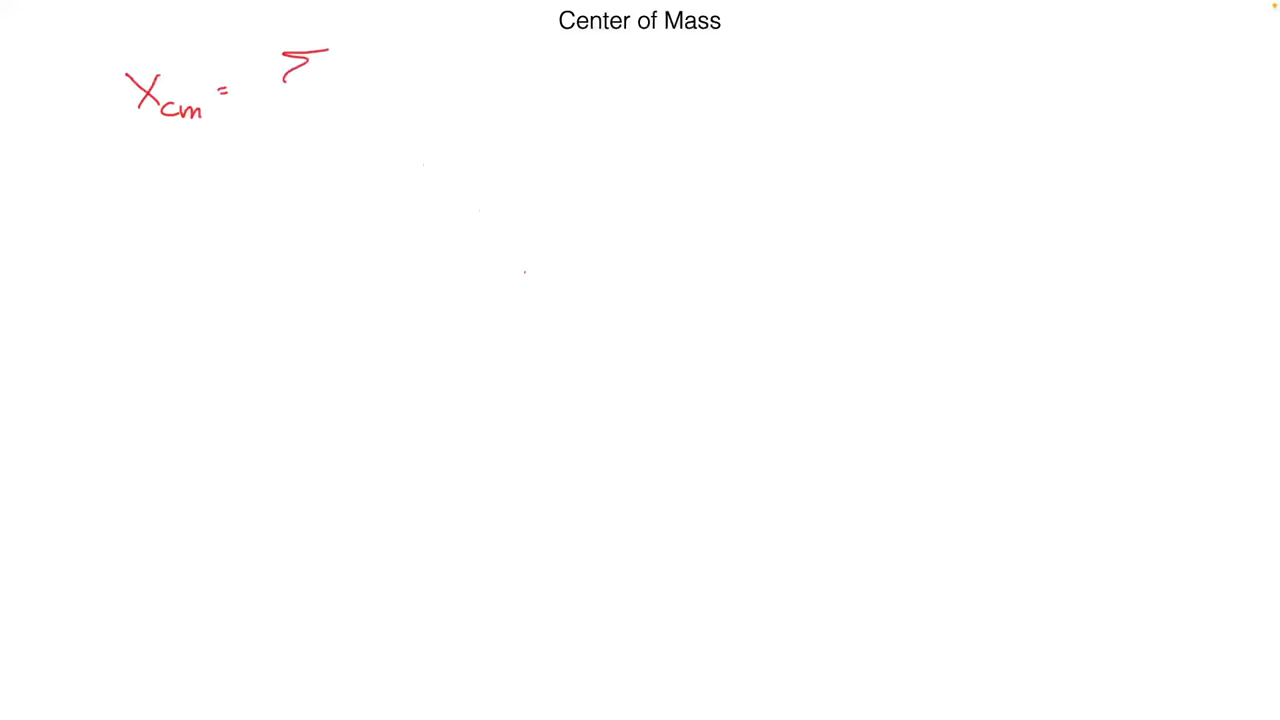 Center of Mass
Xcm = Σ